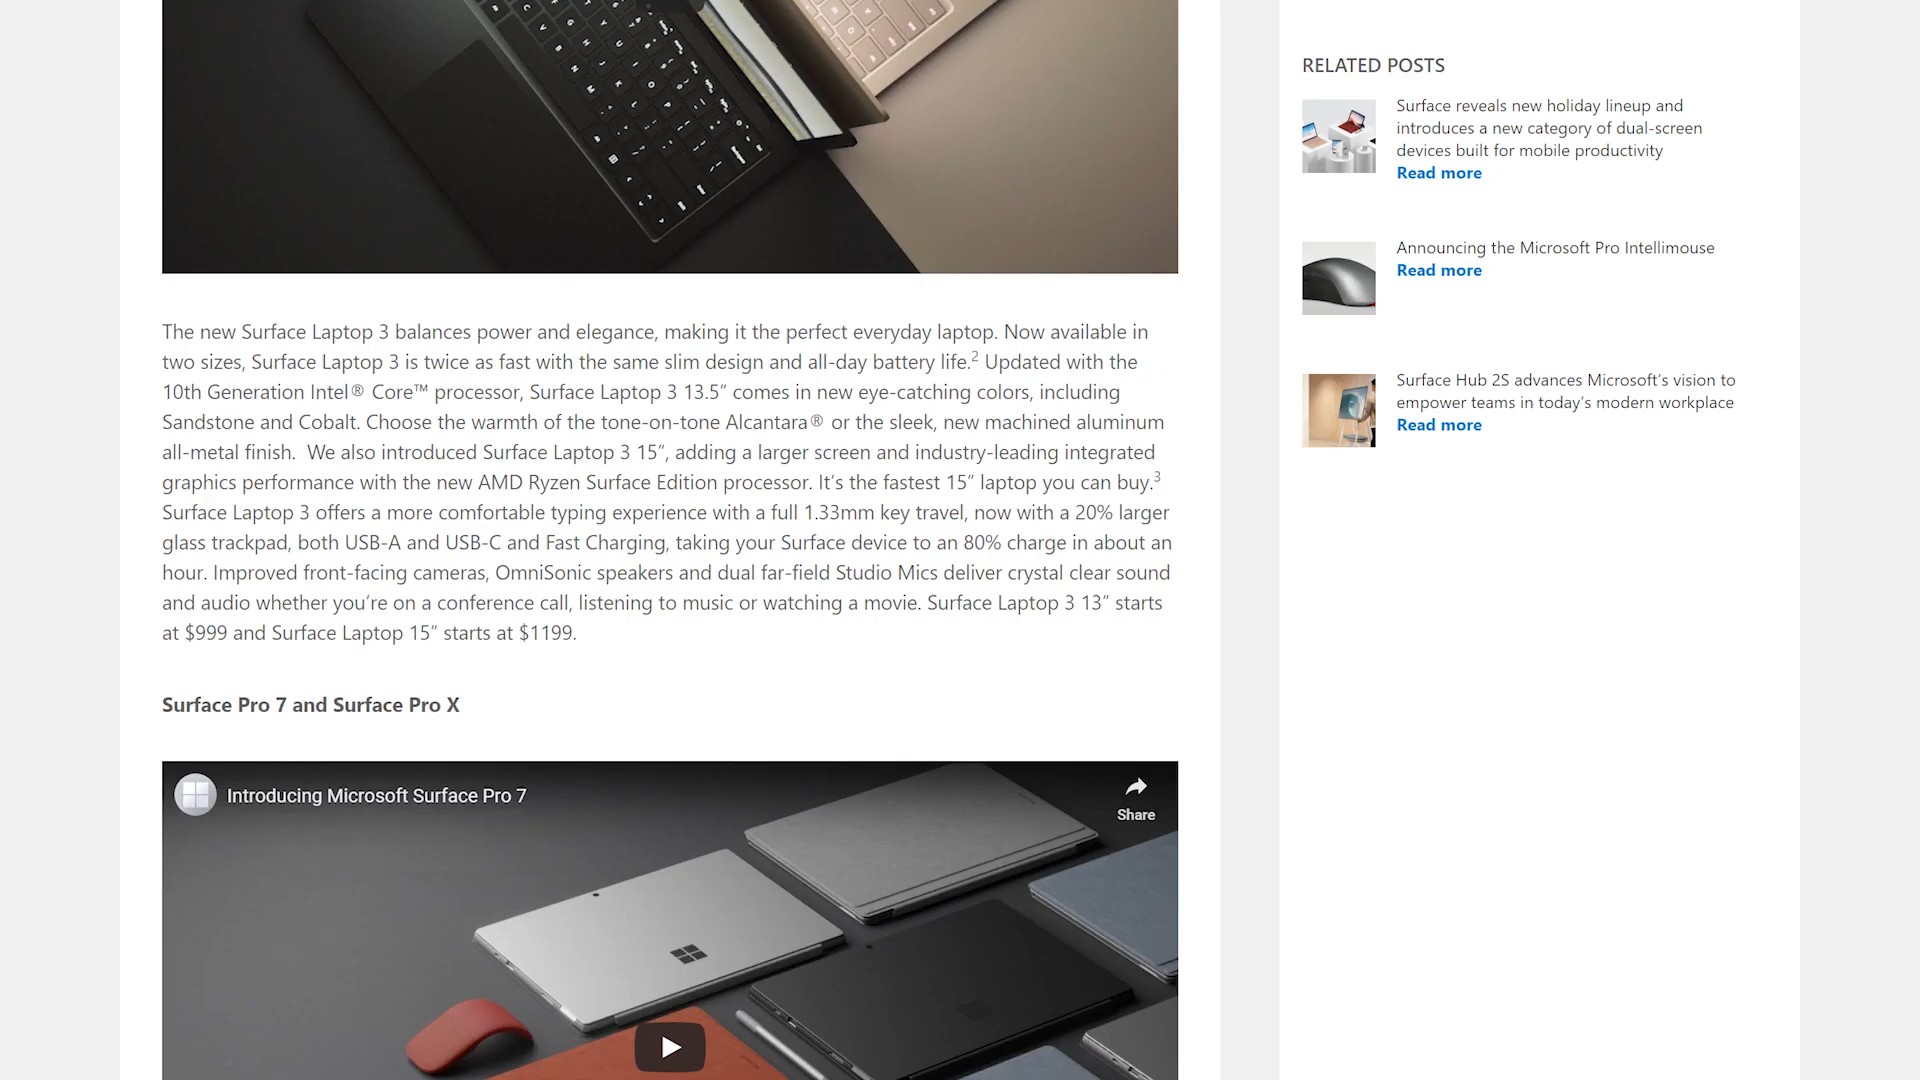 The new Surface Laptop 3 balances power and elegance, making it the perfect everyday laptop. Now available in
two sizes, Surface Laptop 3 is twice as fast with the same slim design and all-day battery life.2 Updated with the
10th Generation Intel® Core™ processor, Surface Laptop 3 13.5” comes in new eye-catching colors, including
Sandstone and Cobalt. Choose the warmth of the tone-on-tone Alcantara® or the sleek, new machined aluminum
all-metal finish.  We also introduced Surface Laptop 3 15”, adding a larger screen and industry-leading integrated
graphics performance with the new AMD Ryzen Surface Edition processor. It’s the fastest 15” laptop you can buy.3
Surface Laptop 3 offers a more comfortable typing experience with a full 1.33mm key travel, now with a 20% larger
glass trackpad, both USB-A and USB-C and Fast Charging, taking your Surface device to an 80% charge in about an
hour. Improved front-facing cameras, OmniSonic speakers and dual far-field Studio Mics deliver crystal clear sound
and audio whether you’re on a conference call, listening to music or watching a movie. Surface Laptop 3 13” starts
at $999 and Surface Laptop 15” starts at $1199.
Surface Pro 7 and Surface Pro X
Introducing Microsoft Surface Pro 7
Share
RELATED POSTS
Surface reveals new holiday lineup and
introduces a new category of dual-screen
devices built for mobile productivity
Read more
Announcing the Microsoft Pro Intellimouse
Read more
Surface Hub 2S advances Microsoft’s vision to
empower teams in today’s modern workplace
Read more